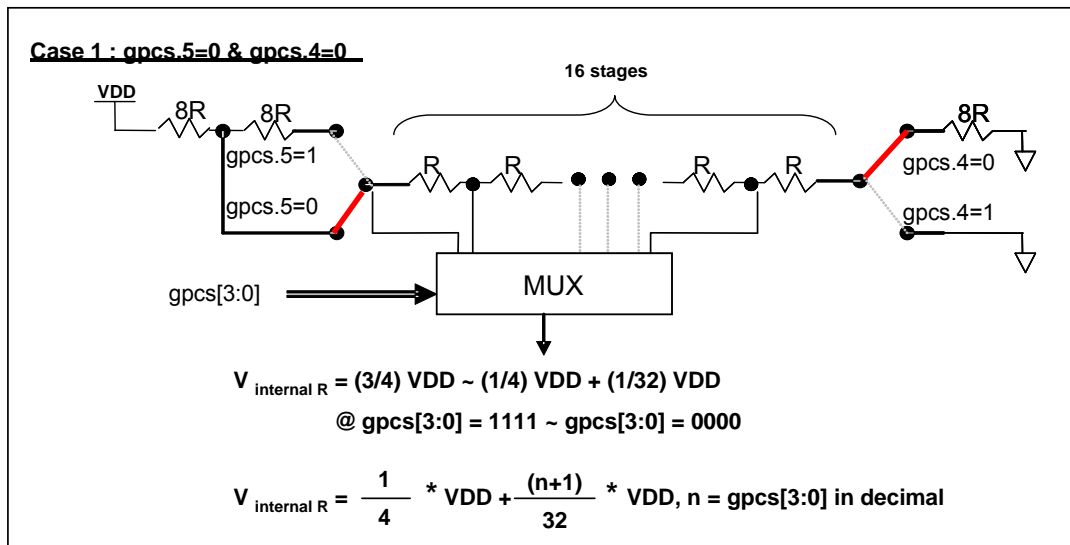 Case 1 : gpcs.5=0 & gpcs.4=0
16 stages
VDD
8R
8R
8R
gpcs.5=1
R
R
R
R
gpcs.4=0
gpcs.5=0
gpcs.4=1
MUX
gpcs[3:0]
V internal R = (3/4) VDD ~ (1/4) VDD + (1/32) VDD
@ gpcs[3:0] = 1111 ~ gpcs[3:0] = 0000
V internal R = 1/4 * VDD + (n+1)/32 * VDD, n = gpcs[3:0] in decimal